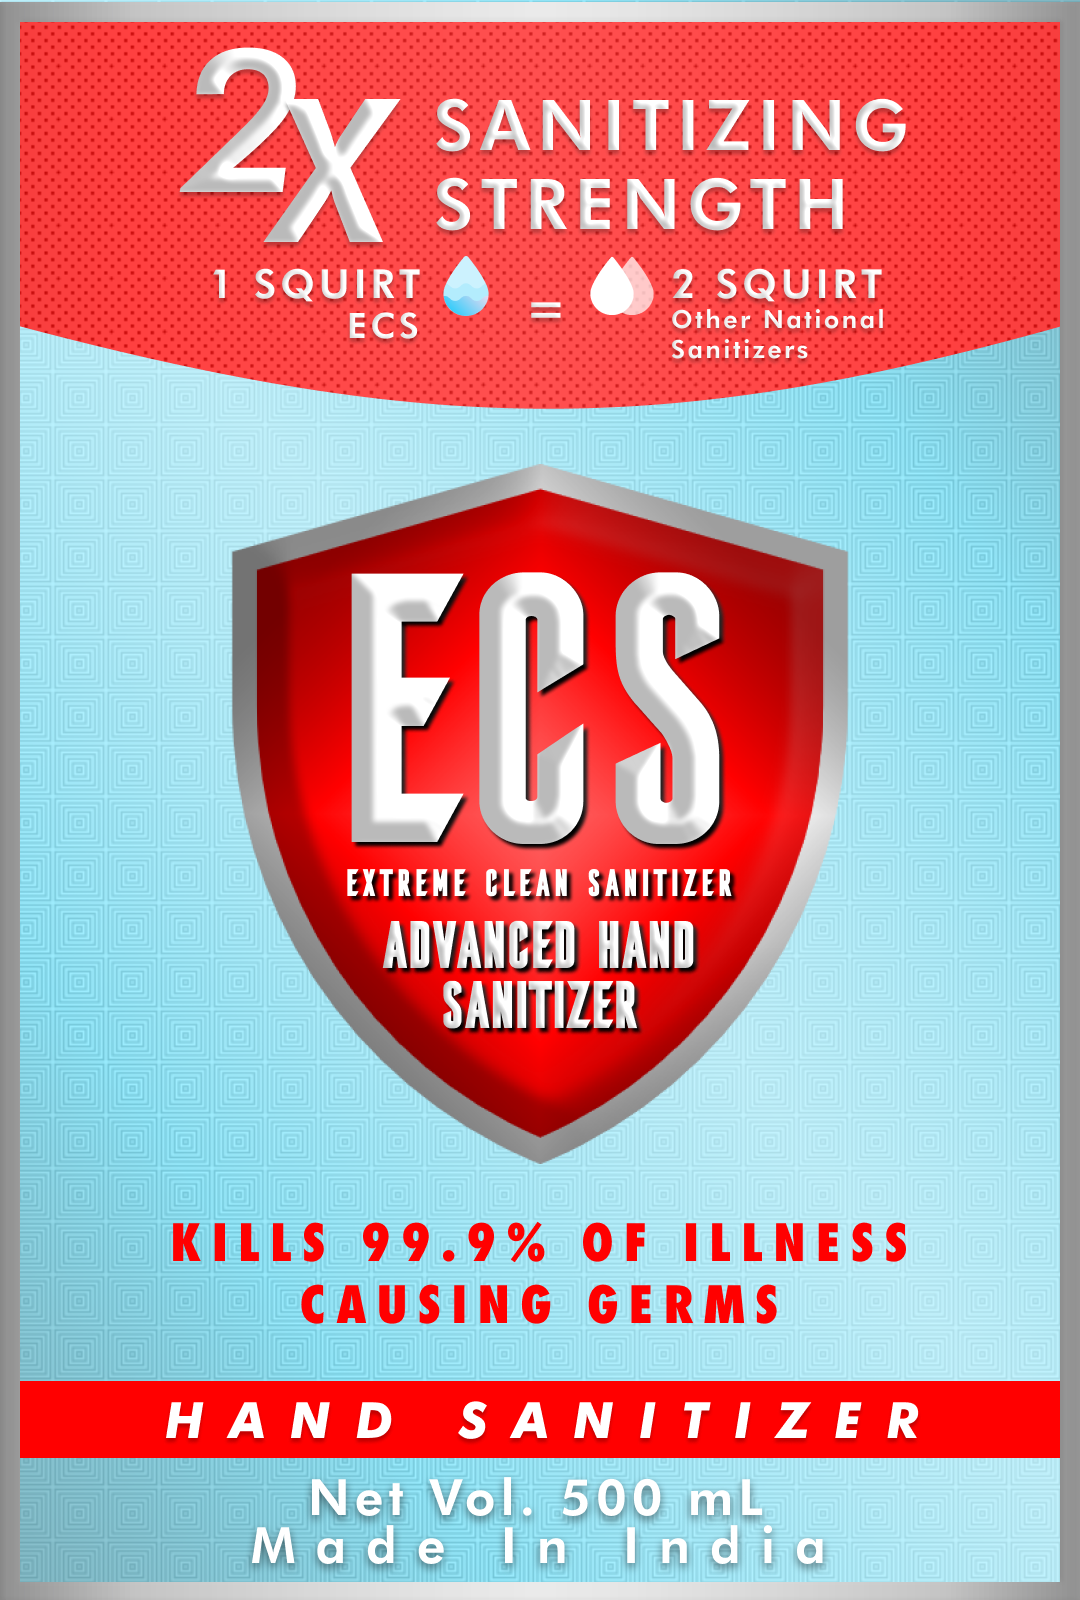 2X SANITIZING
STRENGTH
1 SQUIRT
ECS
=
2 SQUIRT
Other National
Sanitizers
ECS
EXTREME CLEAN SANITIZER
ADVANCED HAND
SANITIZER
KILLS 99.9% OF ILLNESS
CAUSING GERMS
HAND SANITIZER
Net Vol. 500 mL
Made In India